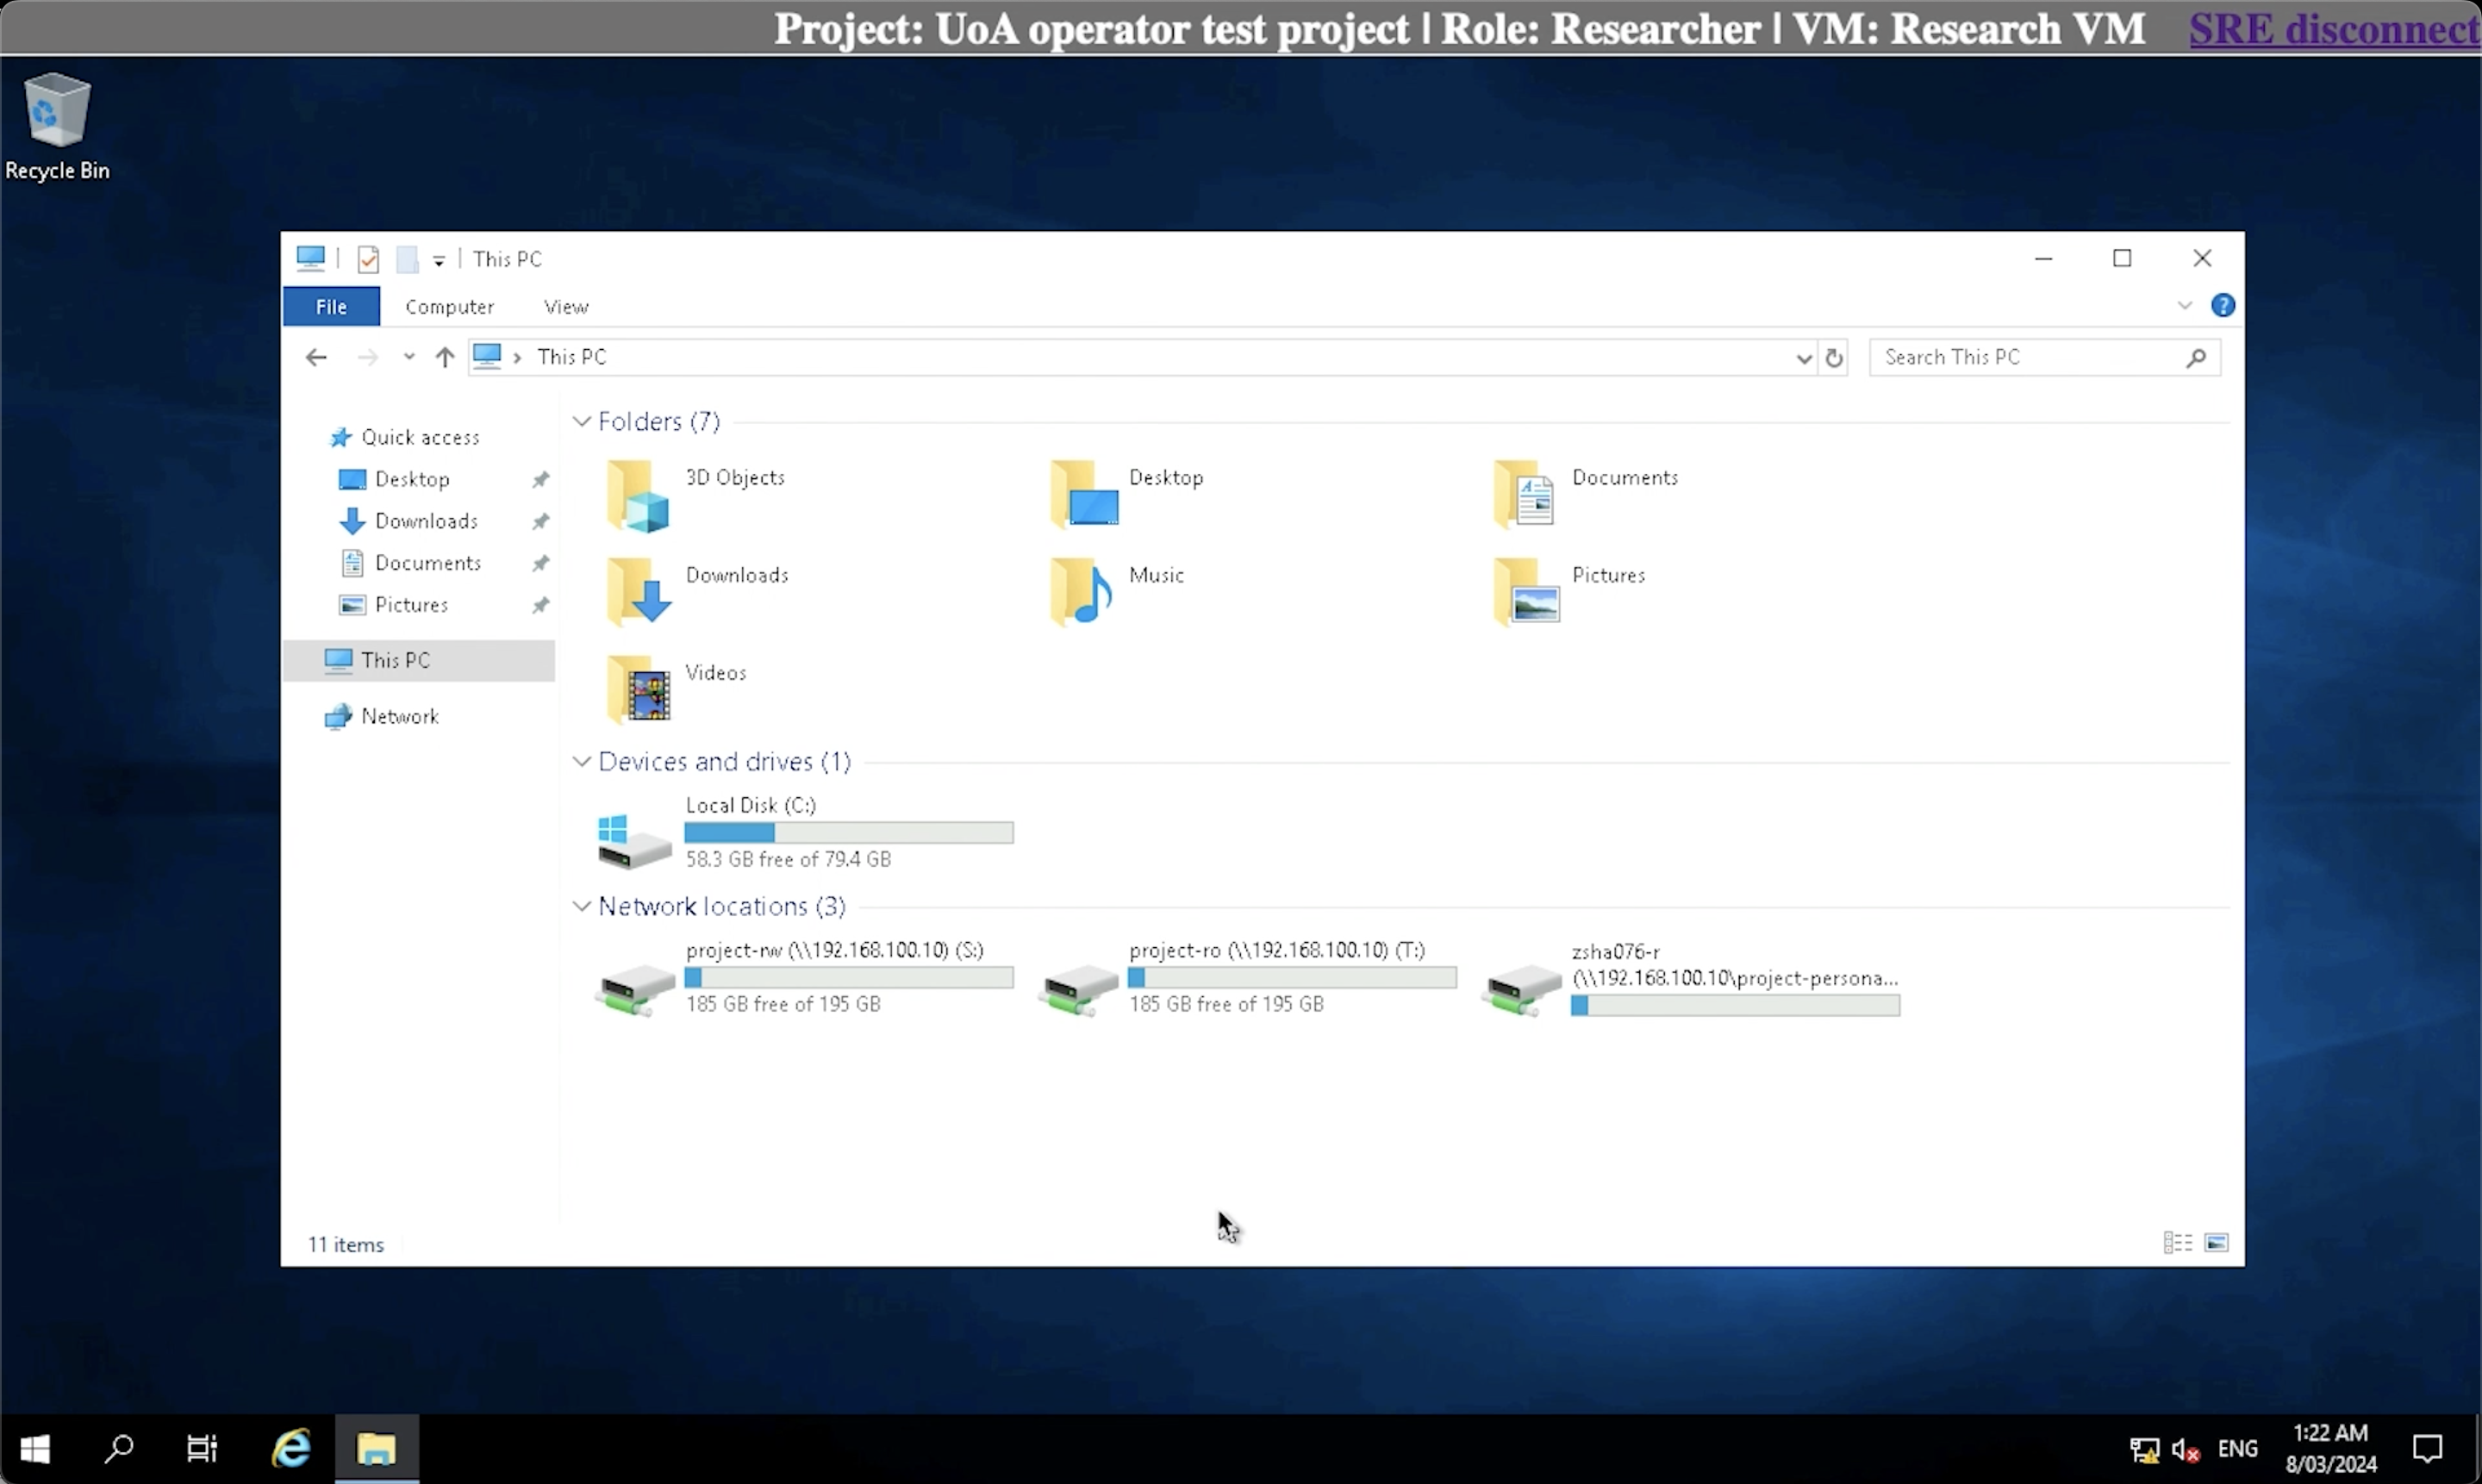 Project: UoA operator test project | Role: Researcher | VM: Research VM SRE disconnect
Recycle Bin
This PC
File Computer View
This PC Search This PC
Quick access
Desktop
Downloads
Documents
Pictures
This PC
Network
Folders (7)
3D Objects Desktop Documents
Downloads Music Pictures
Videos
Devices and drives (1)
Local Disk (C:)
58.3 GB free of 79.4 GB
Network locations (3)
project-rw (\\192.168.100.10) (S:)
185 GB free of 195 GB
project-ro (\\192.168.100.10) (T:)
185 GB free of 195 GB
zsha076-r
(\\192.168.100.10\project-persona...
11 items
ENG
1:22 AM
8/03/2024